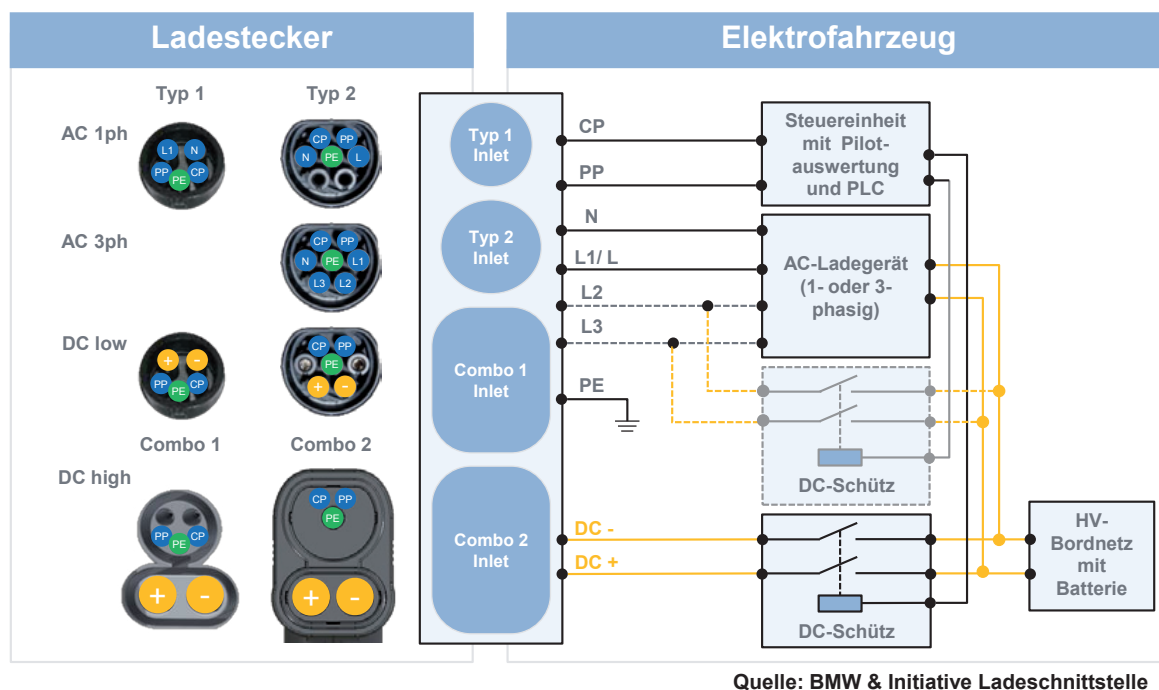 Ladestecker
Elektrofahrzeug
Typ 1
Typ 2
AC 1ph
L1 N
PP PE CP
CP PP
N PE L
AC 3ph
CP PP
N PE L1
L3 L2
DC low
+ -
PP PE CP
CP PP
PE
+ -
Combo 1
Combo 2
DC high
PP PE CP
+ -
CP PP
PE
+ -
Typ 1
Inlet
Typ 2
Inlet
Combo 1
Inlet
Combo 2
Inlet
CP
PP
N
L1/ L
L2
L3
PE
DC -
DC +
Steuereinheit
mit Pilot-
auswertung
und PLC
AC-Ladegerät
(1- oder 3-
phasig)
DC-Schütz
DC-Schütz
HV-
Bordnetz
mit
Batterie
Quelle: BMW & Initiative Ladeschnittstelle